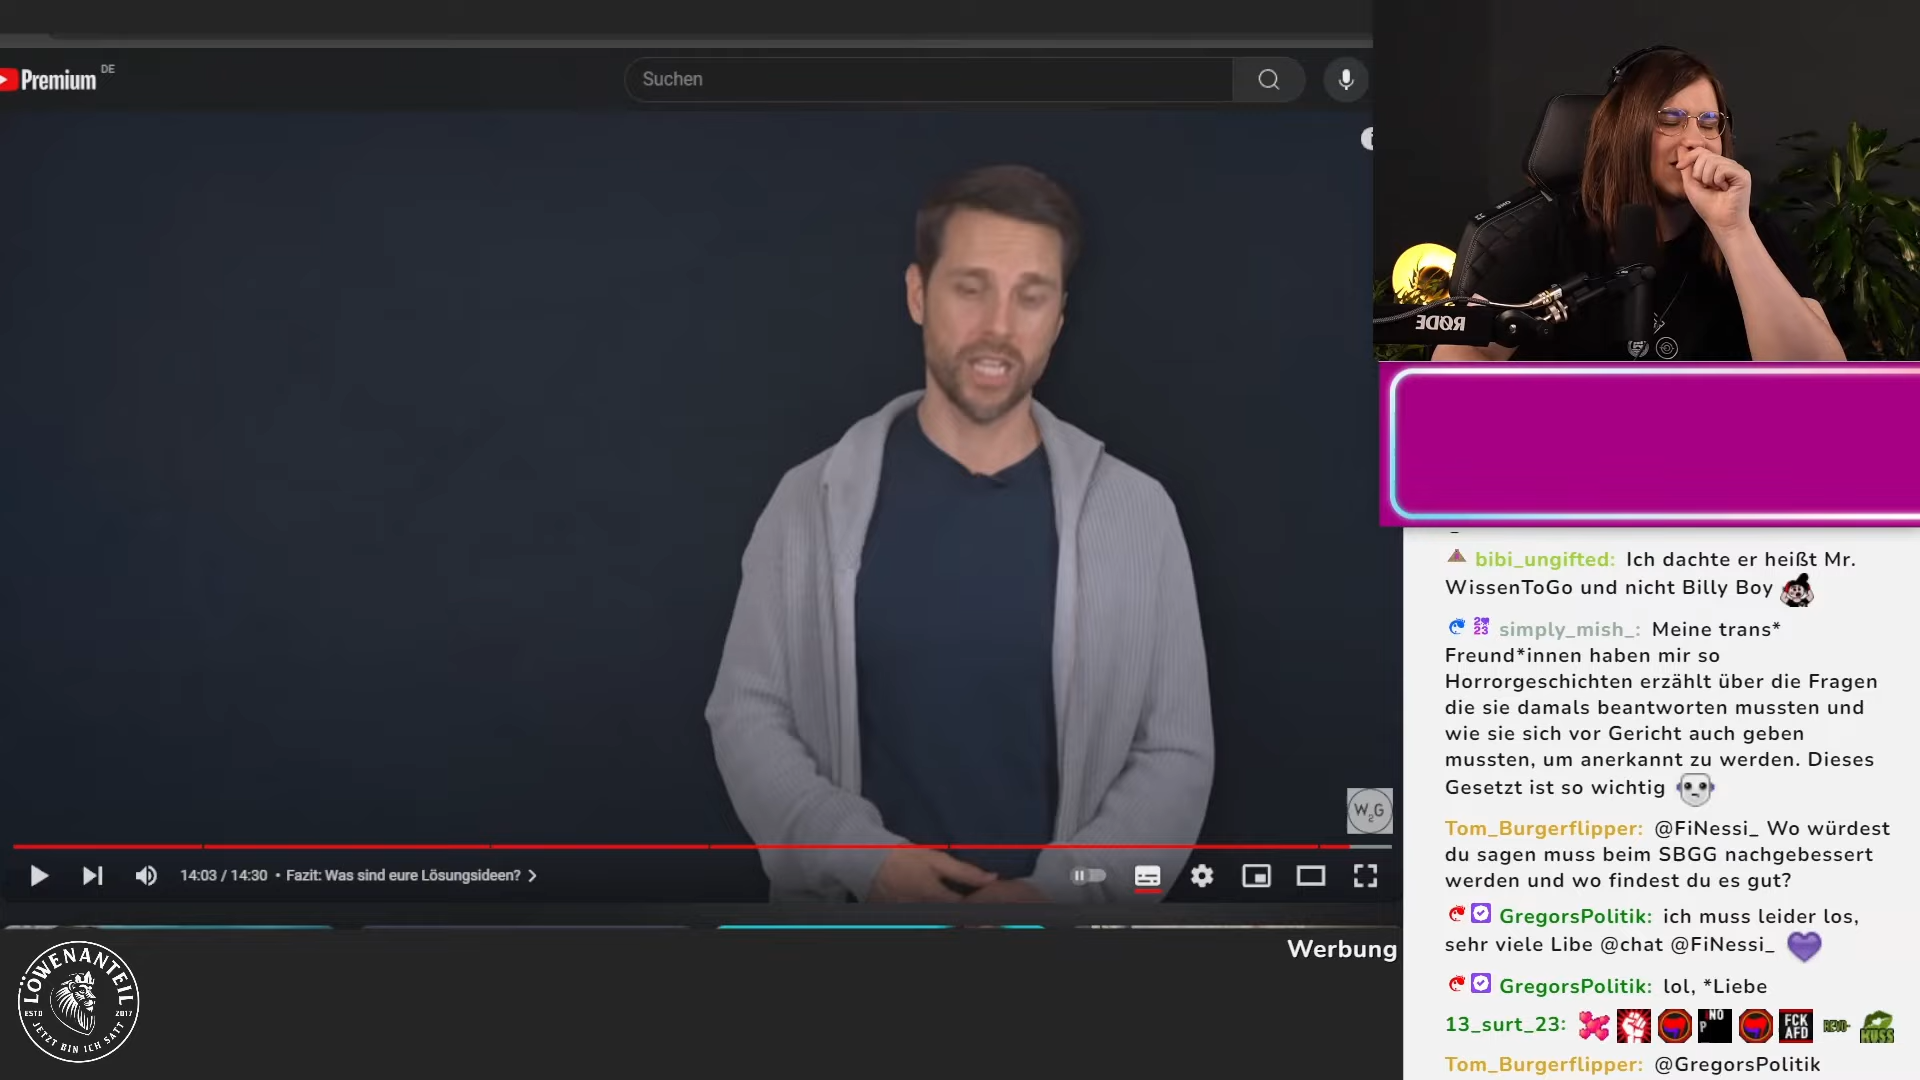 Premium DE
Suchen
RØDE
W2G
14:03 / 14:30 • Fazit: Was sind eure Lösungsideen?
Werbung
LÖWENANTEIL
ESTD 2017
JETZT BIN ICH SATT
bibi_ungifted: Ich dachte er heißt Mr.
WissenToGo und nicht Billy Boy
simply_mish_: Meine trans*
Freund*innen haben mir so
Horrorgeschichten erzählt über die Fragen
die sie damals beantworten mussten und
wie sie sich vor Gericht auch geben
mussten, um anerkannt zu werden. Dieses
Gesetzt ist so wichtig
Tom_Burgerflipper: @FiNessi_ Wo würdest
du sagen muss beim SBGG nachgebessert
werden und wo findest du es gut?
GregorsPolitik: ich muss leider los,
sehr viele Libe @chat @FiNessi_
GregorsPolitik: lol, *Liebe
13_surt_23: NO P FCK AFD KUSS
Tom_Burgerflipper: @GregorsPolitik